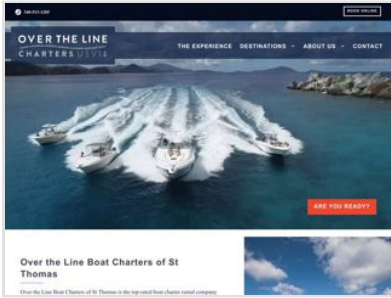 BOOK ONLINE
OVER THE LINE
CHARTERS USVI
THE EXPERIENCE DESTINATIONS ABOUT US CONTACT
ARE YOU READY?
Over the Line Boat Charters of St
Thomas
Over the Line Boat Charters of St Thomas is the top rated boat charter rental company